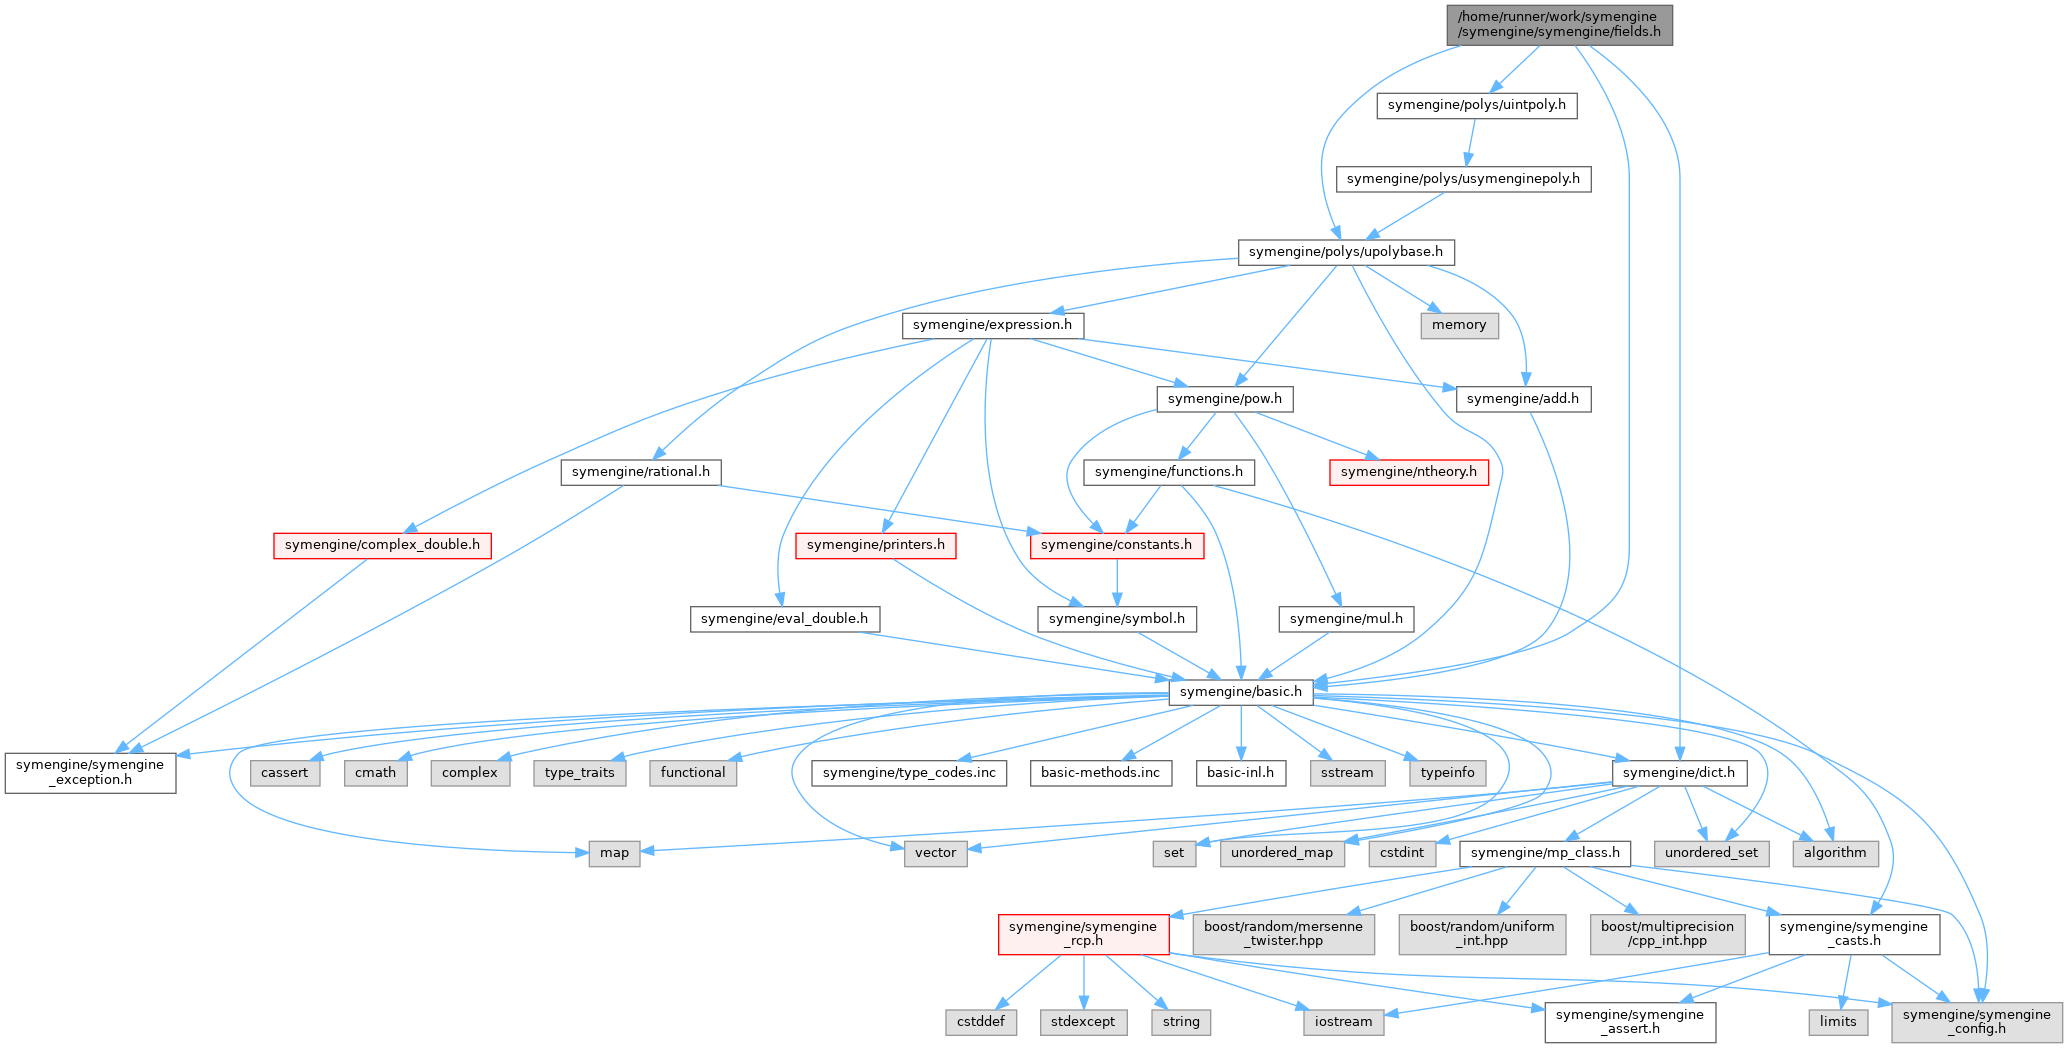 /home/runner/work/symengine
/symengine/symengine/fields.h
symengine/polys/uintpoly.h
symengine/polys/usymenginepoly.h
symengine/polys/upolybase.h
symengine/expression.h
memory
symengine/pow.h
symengine/add.h
symengine/rational.h
symengine/functions.h
symengine/ntheory.h
symengine/complex_double.h
symengine/printers.h
symengine/constants.h
symengine/eval_double.h
symengine/symbol.h
symengine/mul.h
symengine/basic.h
symengine/symengine
_exception.h
cassert
cmath
complex
type_traits
functional
symengine/type_codes.inc
basic-methods.inc
basic-inl.h
sstream
typeinfo
symengine/dict.h
map
vector
set
unordered_map
cstdint
symengine/mp_class.h
unordered_set
algorithm
symengine/symengine
_rcp.h
boost/random/mersenne
_twister.hpp
boost/random/uniform
_int.hpp
boost/multiprecision
/cpp_int.hpp
symengine/symengine
_casts.h
cstddef
stdexcept
string
iostream
symengine/symengine
_assert.h
limits
symengine/symengine
_config.h